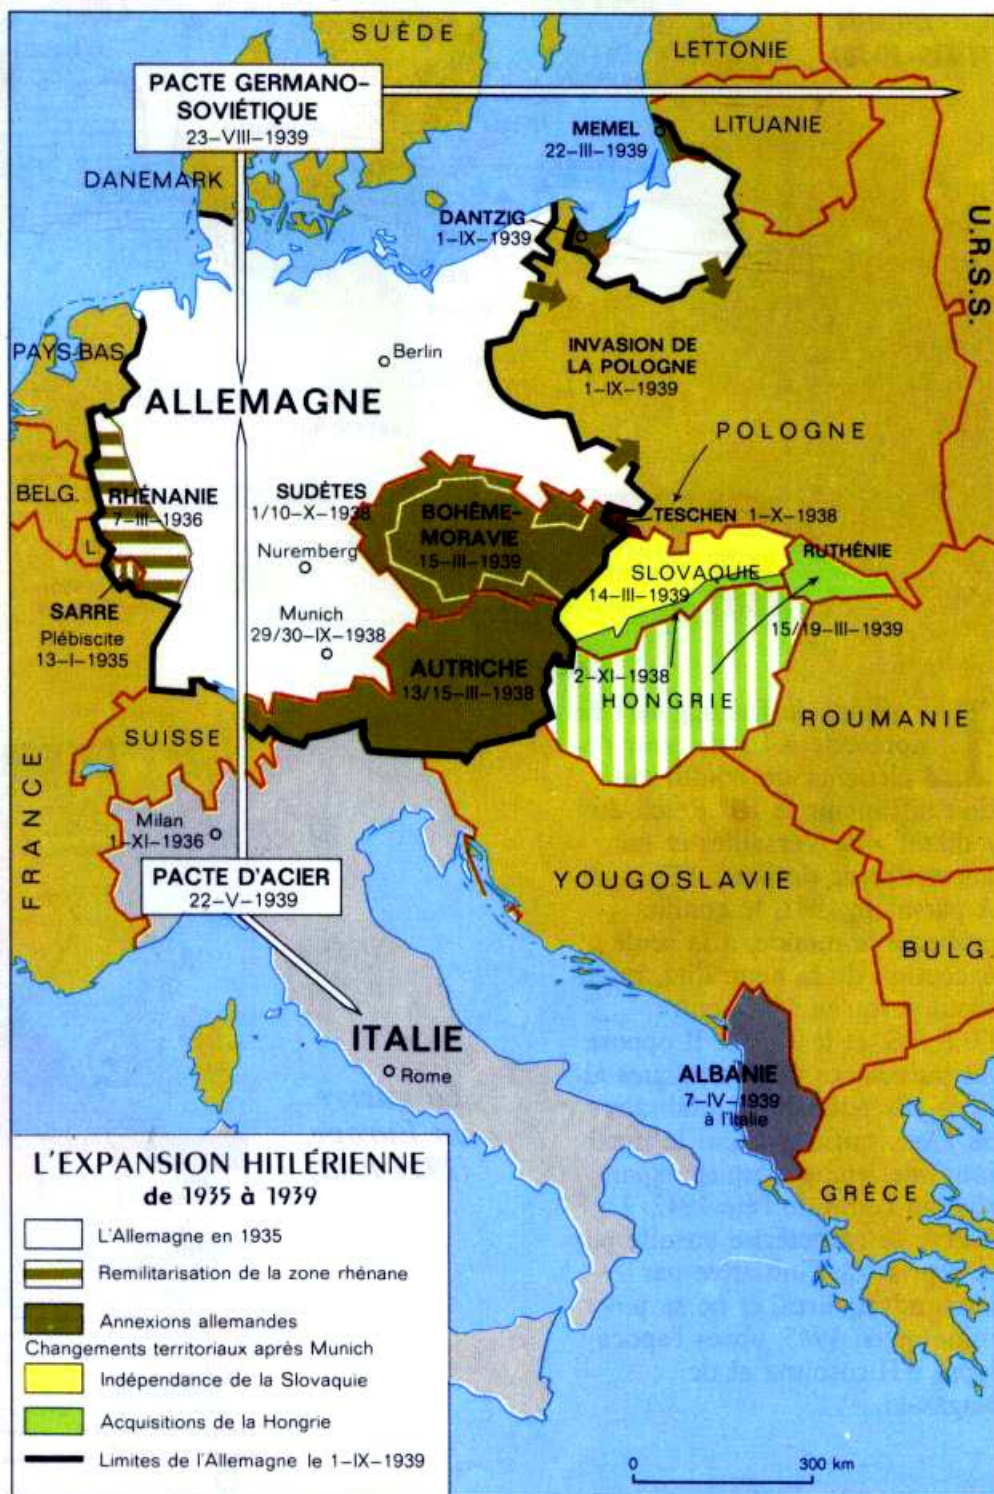 SUÈDE
LETTONIE
PACTE GERMANO-
SOVIÉTIQUE
23-VIII-1939
MEMEL
22-III-1939
LITUANIE
DANEMARK
DANTZIG
1-IX-1939
U.R.S.S.
PAYS-BAS
Berlin
INVASION DE
LA POLOGNE
1-IX-1939
ALLEMAGNE
POLOGNE
BELG.
RHÉNANIE
7-III-1936
SUDÈTES
1/10-X-1938
BOHÊME-
MORAVIE
15-III-1939
TESCHEN 1-X-1938
L.
Nuremberg
SLOVAQUIE
14-III-1939
RUTHÉNIE
SARRE
Plébiscite
13-I-1935
Munich
29/30-IX-1938
15/19-III-1939
AUTRICHE
13/15-III-1938
2-XI-1938
HONGRIE
ROUMANIE
SUISSE
FRANCE
Milan
1-XI-1936
PACTE D'ACIER
22-V-1939
YOUGOSLAVIE
BULG.
ITALIE
Rome
ALBANIE
7-IV-1939
à l'Italie
GRÈCE
L'EXPANSION HITLÉRIENNE
de 1935 à 1939
L'Allemagne en 1935
Remilitarisation de la zone rhénane
Annexions allemandes
Changements territoriaux après Munich
Indépendance de la Slovaquie
Acquisitions de la Hongrie
Limites de l'Allemagne le 1-IX-1939
0 300 km